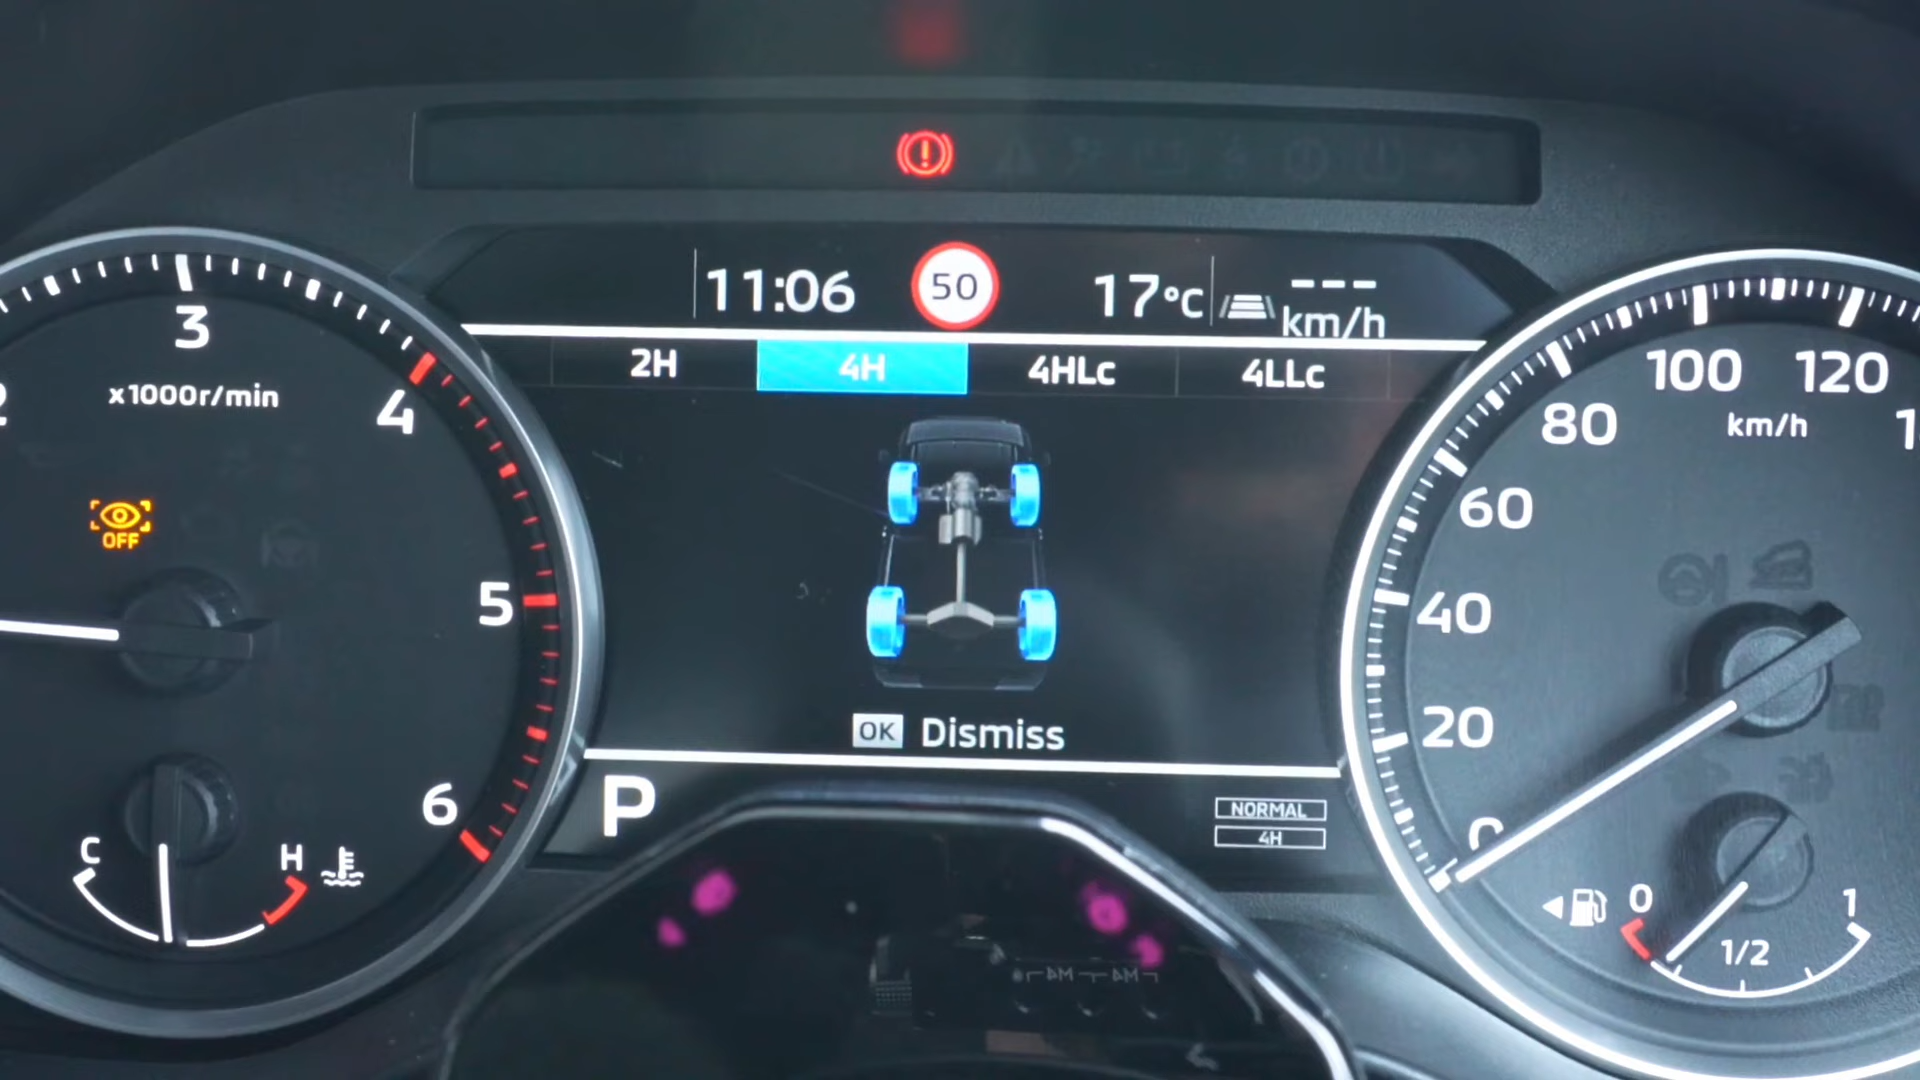 11:06 50 17°C --- km/h
2H 4H 4HLc 4LLc
3
x1000r/min
4
5
6
OFF
C H
OK Dismiss
P
NORMAL
4H
100 120
80 km/h
60
40
20
0
0 1/2 1